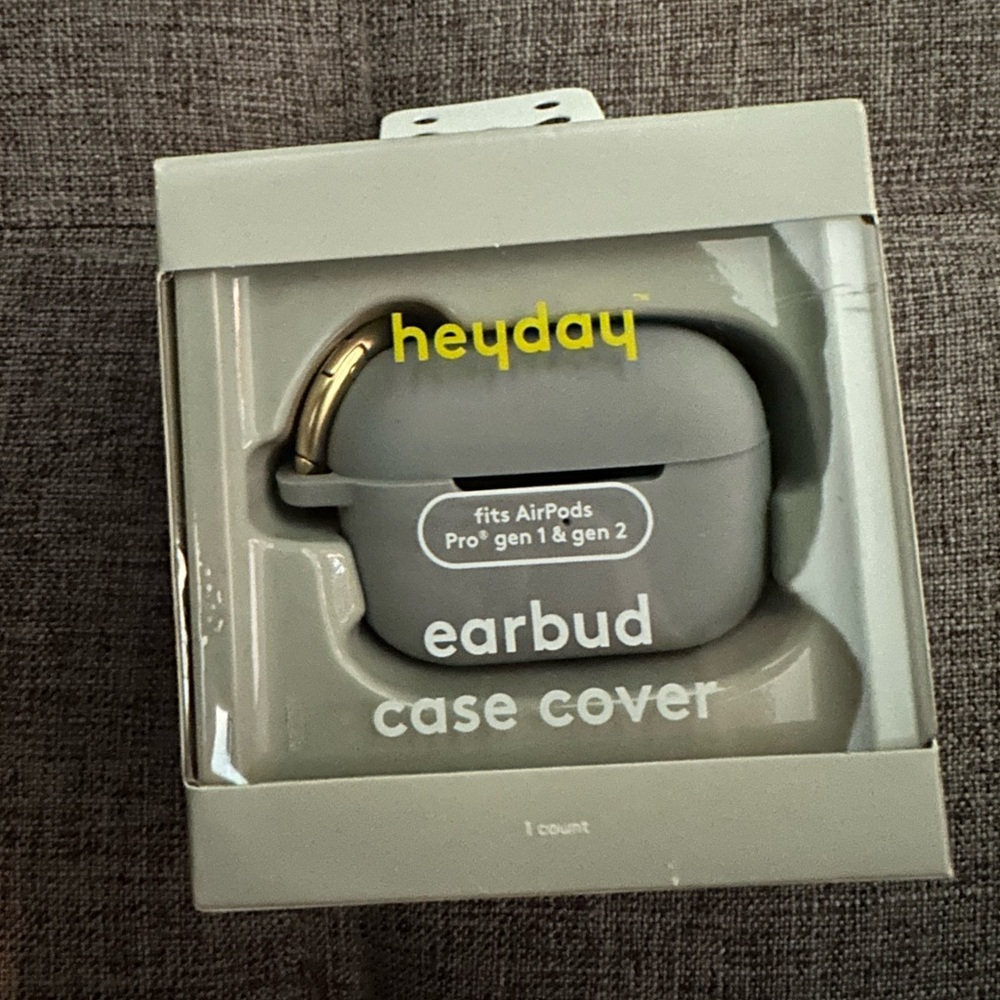 heyday™
fits AirPods
Pro® gen 1 & gen 2
earbud
case cover
1 count